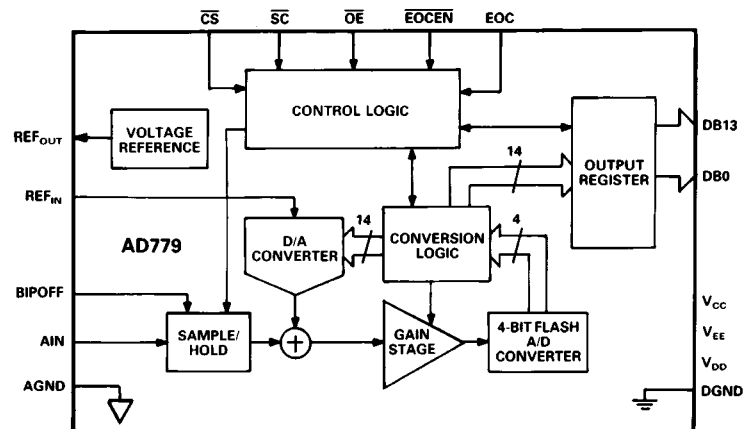 CS SC OE EOCEN EOC
CONTROL LOGIC
REFOUT
VOLTAGE
REFERENCE
14
OUTPUT
REGISTER
DB13
DB0
REFIN
AD779
D/A
CONVERTER
14
CONVERSION
LOGIC
4
BIPOFF
AIN
SAMPLE/
HOLD
+
GAIN
STAGE
4-BIT FLASH
A/D
CONVERTER
VCC
VEE
VDD
AGND
DGND